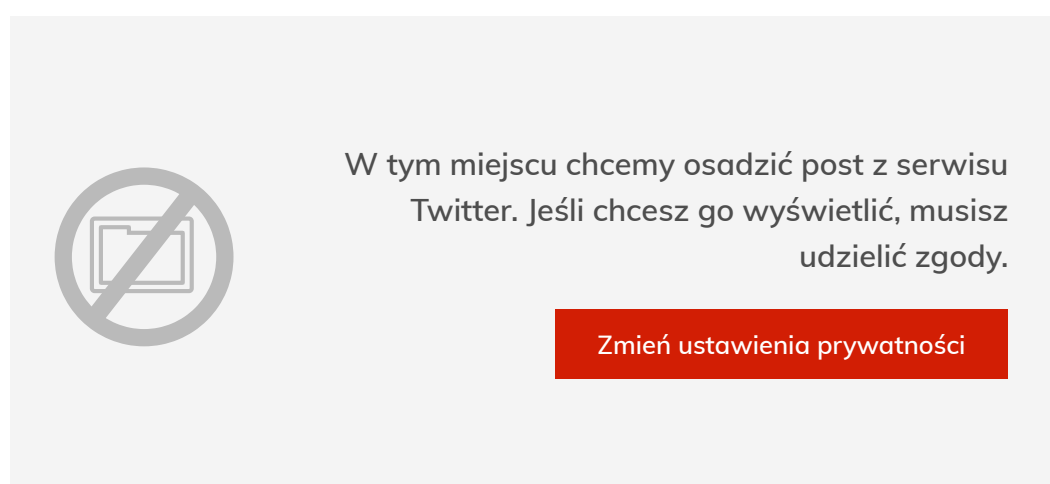 W tym miejscu chcemy osadzić post z serwisu
Twitter. Jeśli chcesz go wyświetlić, musisz
udzielić zgody.
Zmień ustawienia prywatności